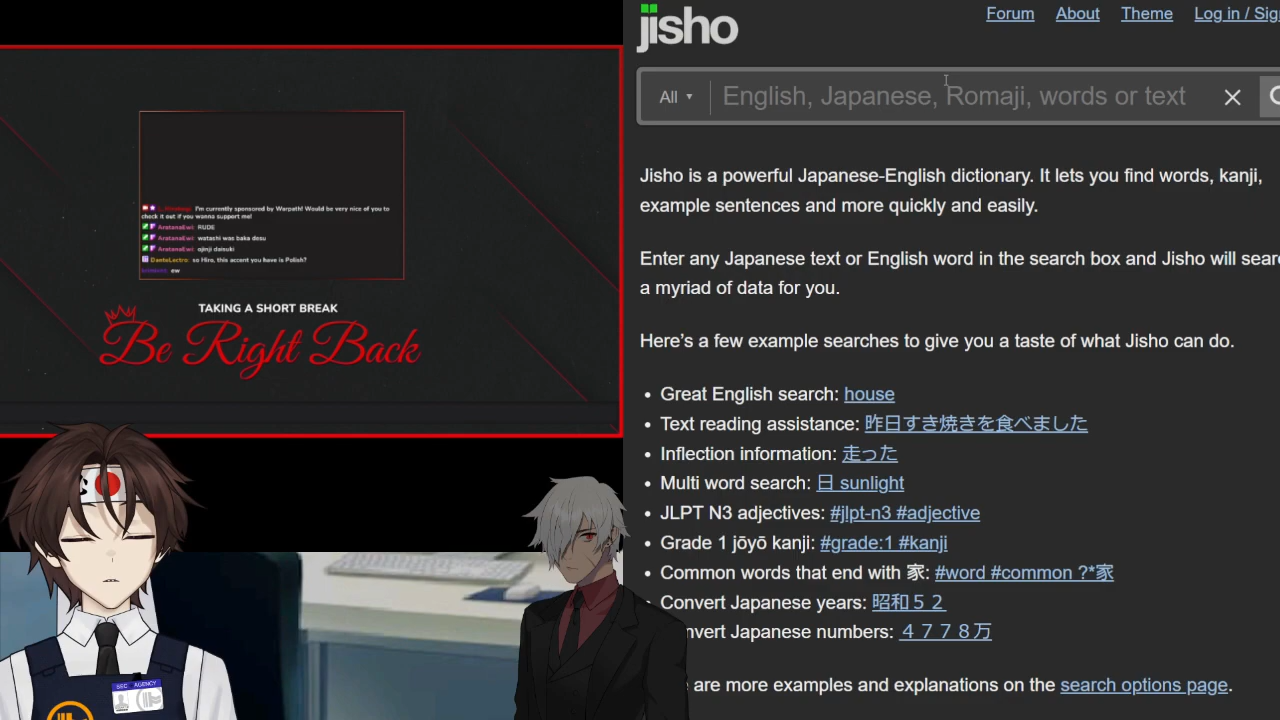 I'm currently sponsored by Warpath! Would be very nice of you to
check it out if you wanna support me!
AratanaEwi: RUDE
AratanaEwi: watashi was baka desu
AratanaEwi: ojinji daisuki
DanteLectro: so Hiro, this accent you have is Polish?
ew
TAKING A SHORT BREAK
Be Right Back
SEC AGENCY
jisho
Forum About Theme Log in / Sig
All ▾ English, Japanese, Romaji, words or text
Jisho is a powerful Japanese-English dictionary. It lets you find words, kanji,
example sentences and more quickly and easily.
Enter any Japanese text or English word in the search box and Jisho will sear
a myriad of data for you.
Here's a few example searches to give you a taste of what Jisho can do.
• Great English search: house
• Text reading assistance: 昨日すき焼きを食べました
• Inflection information: 走った
• Multi word search: 日 sunlight
• JLPT N3 adjectives: #jlpt-n3 #adjective
• Grade 1 jōyō kanji: #grade:1 #kanji
• Common words that end with 家: #word #common ?*家
• Convert Japanese years: 昭和５２
nvert Japanese numbers: ４７７８万
are more examples and explanations on the search options page.